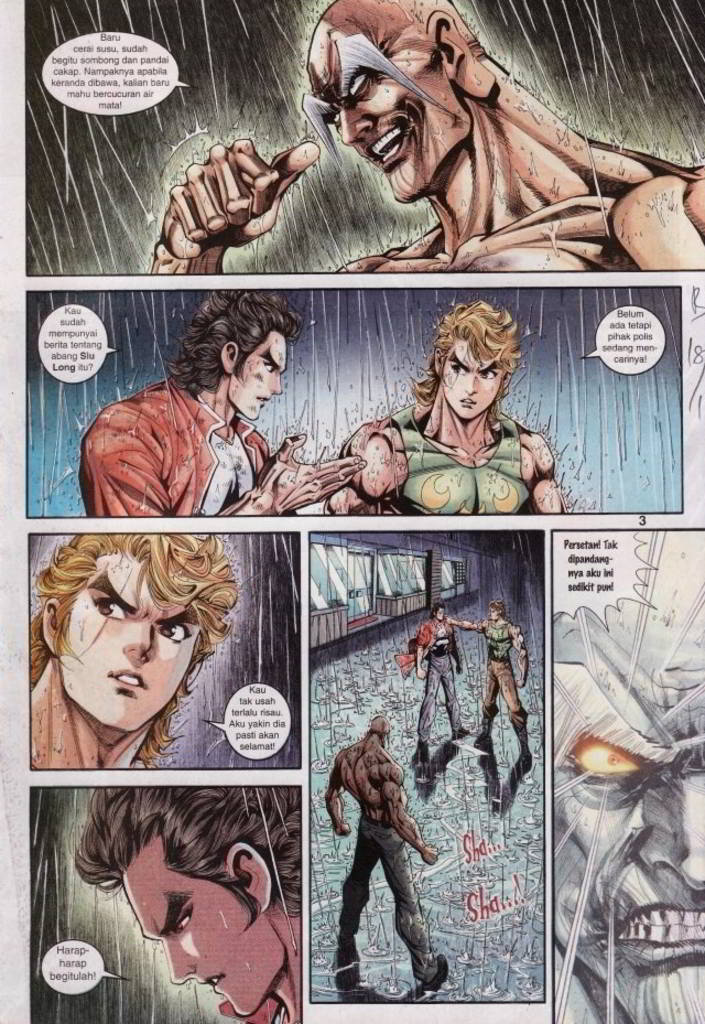 Baru
cerai susu, sudah
begitu sombong dan pandai
cakap. Nampaknya apabila
keranda dibawa, kalian baru
mahu bercucuran air
mata!
Kau
sudah
mempunyai
berita tentang
abang Siu
Long itu?
Belum
ada tetapi
pihak polis
sedang men-
carinya!
3
Kau
tak usah
terlalu risau.
Aku yakin dia
pasti akan
selamat!
Harap-
harap
begitulah!
Sha...
Sha..!
Persetan! Tak
dipandang-
nya aku ini
sedikit pun!